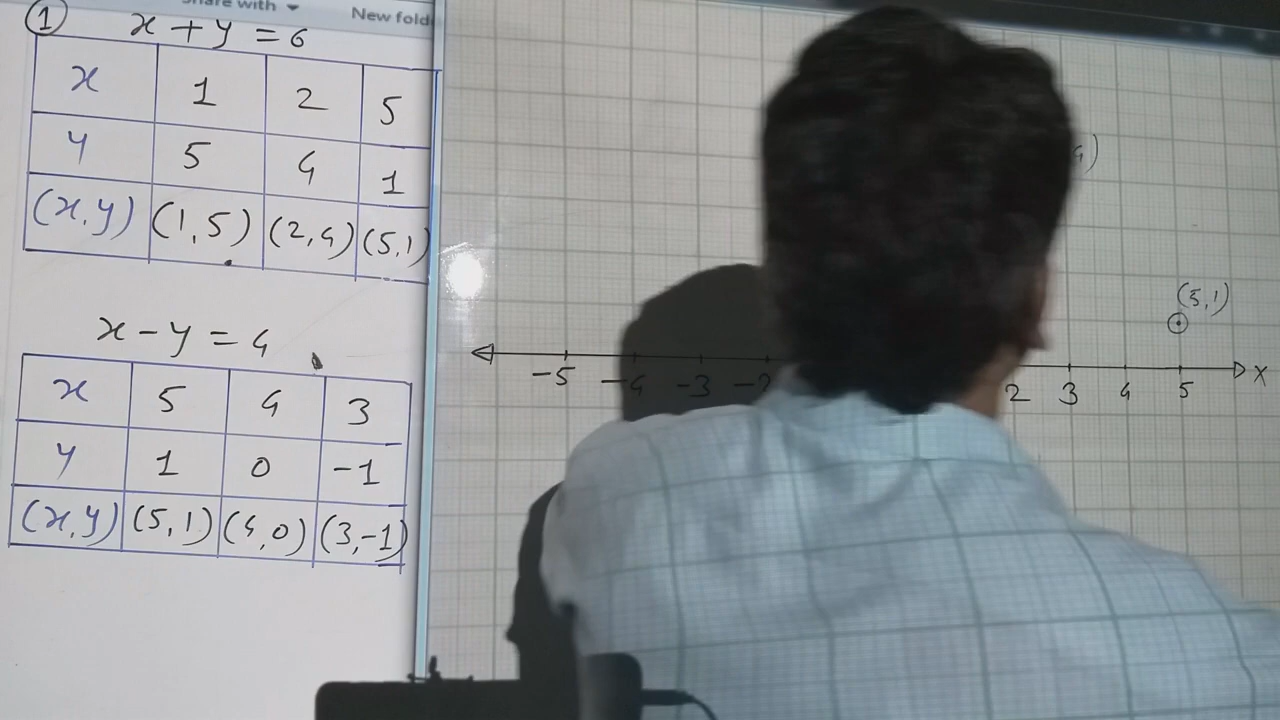 Share with New fold
1 x + y = 6
x 1 2 5
y 5 4 1
(x,y) (1,5) (2,4) (5,1)
x - y = 4
x 5 4 3
y 1 0 -1
(x,y) (5,1) (4,0) (3,-1)
4)
(5,1)
-5 -4 -3 -2 2 3 4 5 X